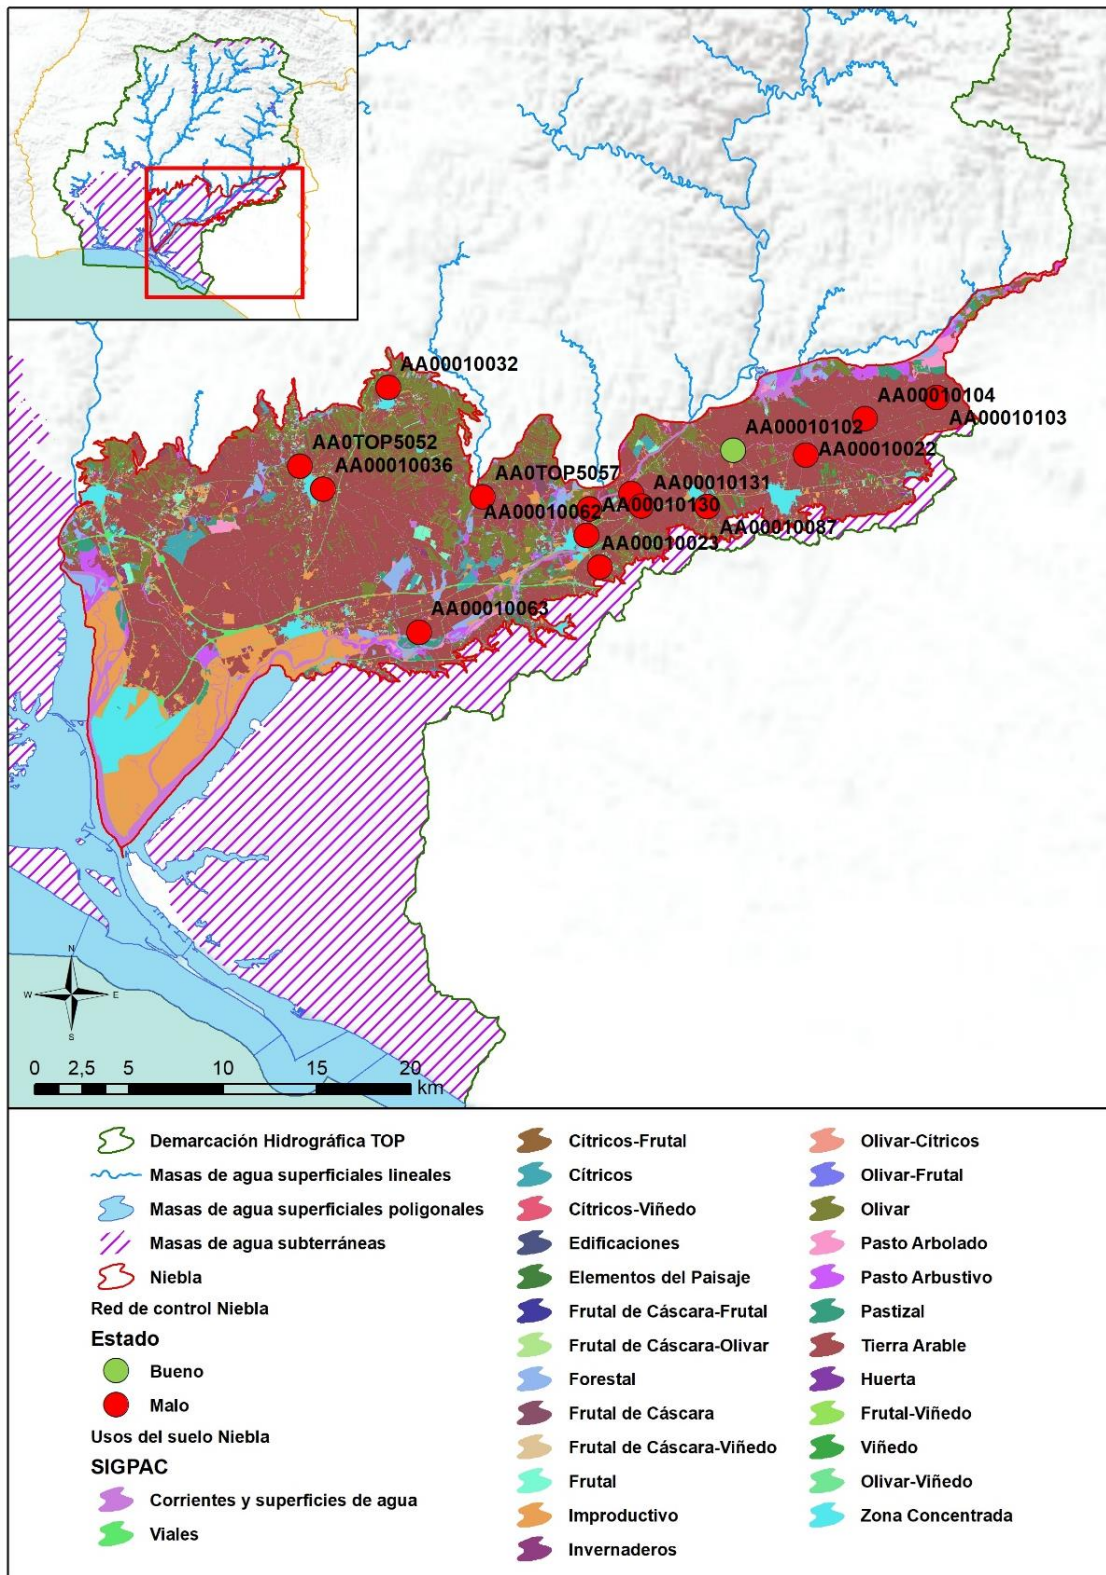 AA00010032
AA00010104
AA00010103
AA00010102
AA0TOP5052
AA00010022
AA00010036
AA0TOP5057
AA00010131
AA00010062
AA00010130
AA00010087
AA00010023
AA00010063
N
W
E
S
0 2,5 5 10 15 20
km
Demarcación Hidrográfica TOP
Masas de agua superficiales lineales
Masas de agua superficiales poligonales
Masas de agua subterráneas
Niebla
Red de control Niebla
Estado
Bueno
Malo
Usos del suelo Niebla
SIGPAC
Corrientes y superficies de agua
Viales
Cítricos-Frutal
Cítricos
Cítricos-Viñedo
Edificaciones
Elementos del Paisaje
Frutal de Cáscara-Frutal
Frutal de Cáscara-Olivar
Forestal
Frutal de Cáscara
Frutal de Cáscara-Viñedo
Frutal
Improductivo
Invernaderos
Olivar-Cítricos
Olivar-Frutal
Olivar
Pasto Arbolado
Pasto Arbustivo
Pastizal
Tierra Arable
Huerta
Frutal-Viñedo
Viñedo
Olivar-Viñedo
Zona Concentrada